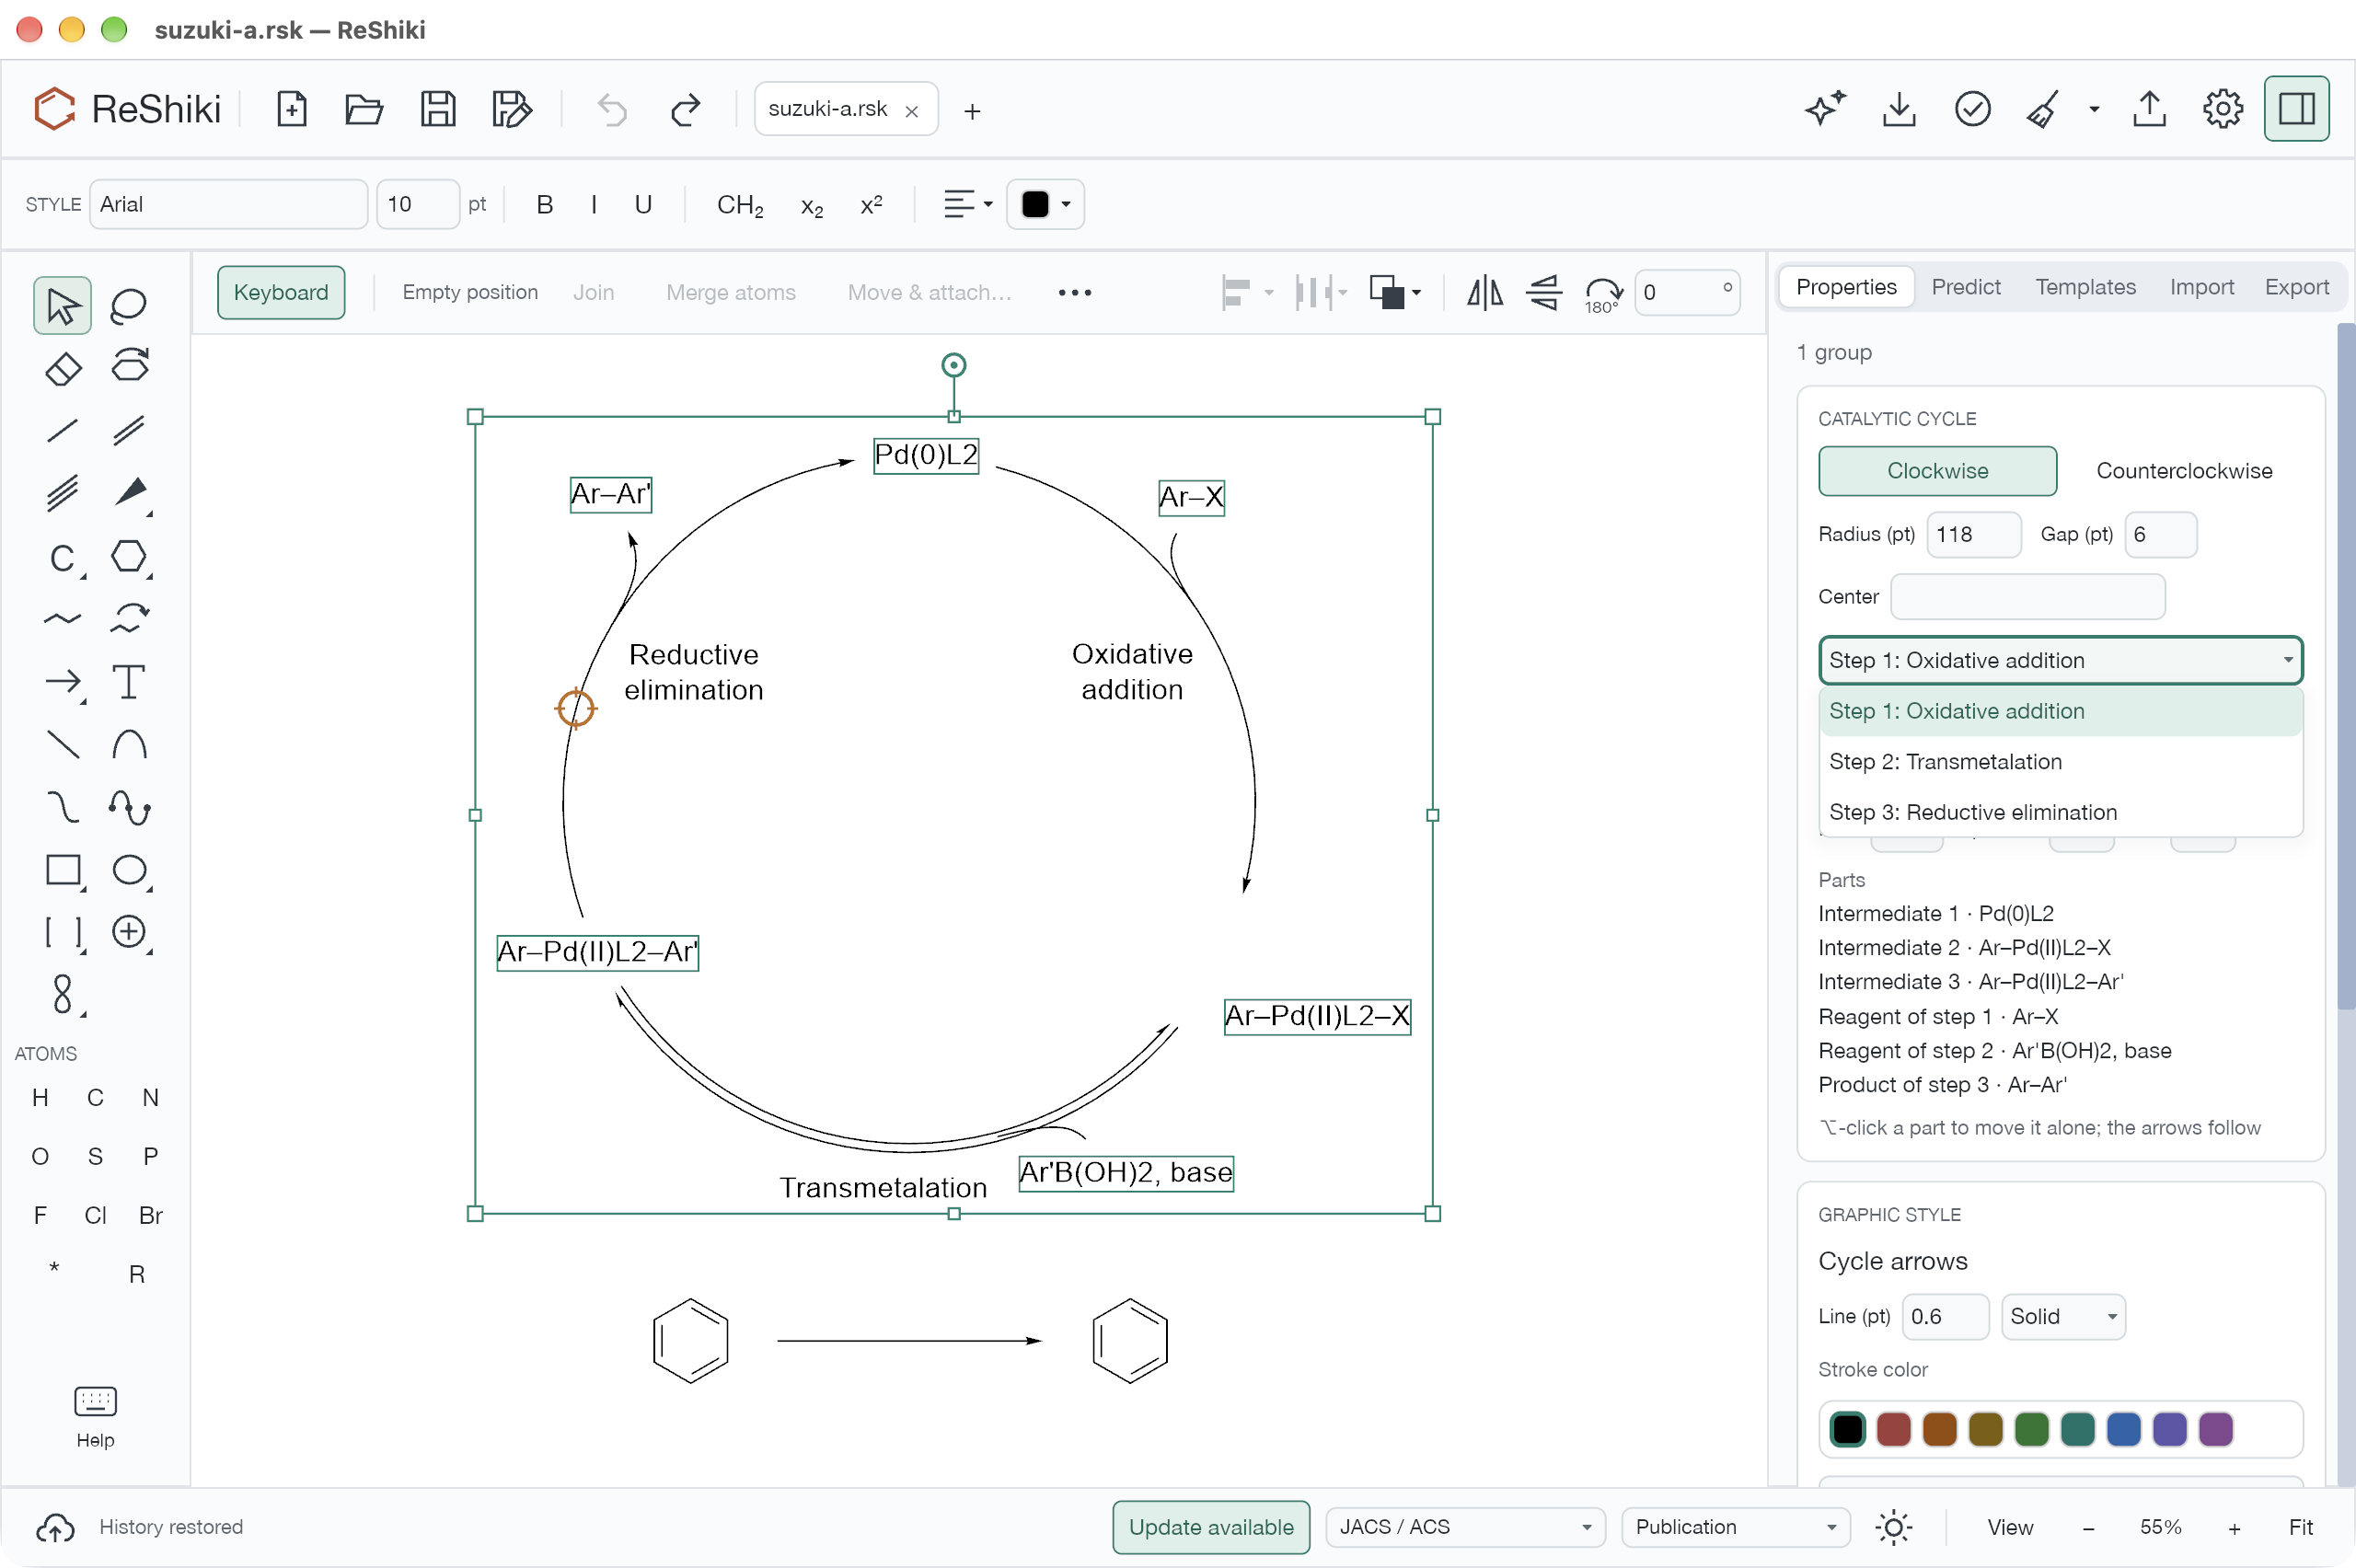 suzuki-a.rsk — ReShiki
ReShiki
suzuki-a.rsk
STYLE Arial 10 pt B I U CH₂ x₂ x²
Keyboard Empty position Join Merge atoms Move & attach... 180° 0 °
Properties Predict Templates Import Export
C
T
ATOMS
H C N
O S P
F Cl Br
* R
Help
Pd(0)L2
Ar–Ar'
Ar–X
Reductive
elimination
Oxidative
addition
Ar–Pd(II)L2–Ar'
Ar–Pd(II)L2–X
Ar'B(OH)2, base
Transmetalation
1 group
CATALYTIC CYCLE
Clockwise Counterclockwise
Radius (pt) 118 Gap (pt) 6
Center
Step 1: Oxidative addition
Step 1: Oxidative addition
Step 2: Transmetalation
Step 3: Reductive elimination
Parts
Intermediate 1 · Pd(0)L2
Intermediate 2 · Ar–Pd(II)L2–X
Intermediate 3 · Ar–Pd(II)L2–Ar'
Reagent of step 1 · Ar–X
Reagent of step 2 · Ar'B(OH)2, base
Product of step 3 · Ar–Ar'
⌥-click a part to move it alone; the arrows follow
GRAPHIC STYLE
Cycle arrows
Line (pt) 0.6 Solid
Stroke color
History restored
Update available JACS / ACS Publication View – 55% + Fit